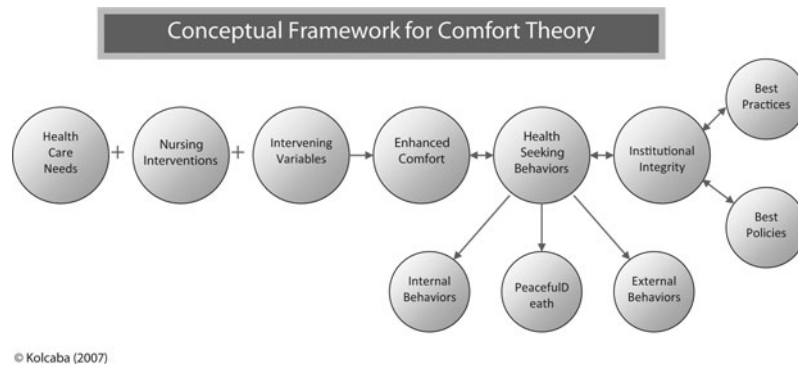 Conceptual Framework for Comfort Theory
Health
Care
Needs
+
Nursing
Interventions
+
Intervening
Variables
Enhanced
Comfort
Health
Seeking
Behaviors
Institutional
Integrity
Best
Practices
Best
Policies
Internal
Behaviors
PeacefulD
eath
External
Behaviors
© Kolcaba (2007)